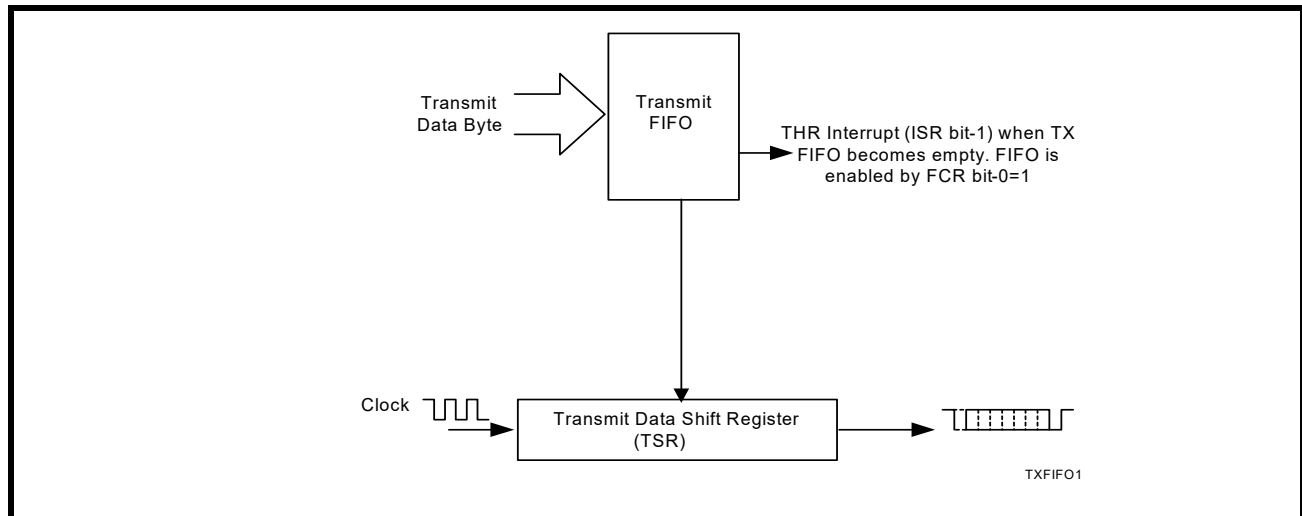 Transmit
Data Byte
Transmit
FIFO
THR Interrupt (ISR bit-1) when TX
FIFO becomes empty. FIFO is
enabled by FCR bit-0=1
Clock
Transmit Data Shift Register
(TSR)
TXFIFO1